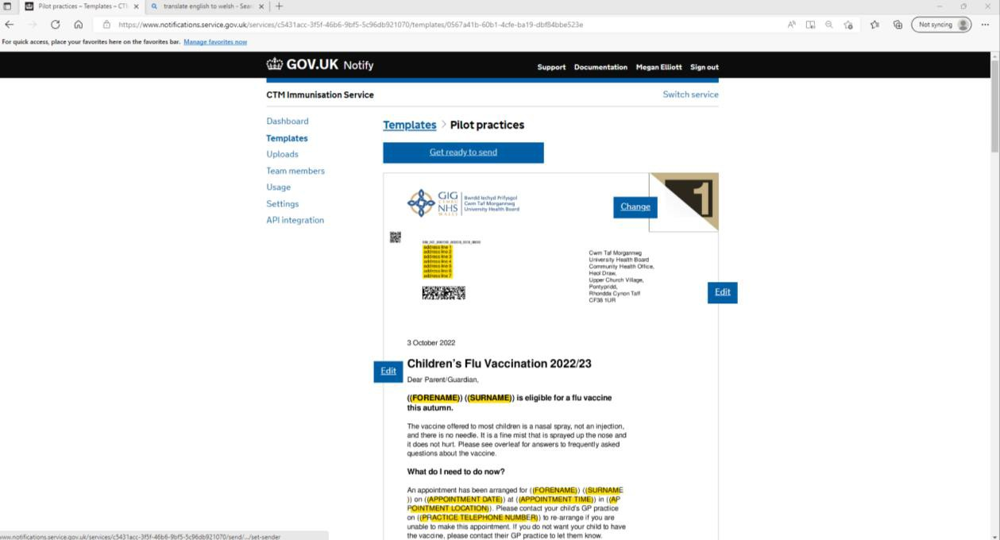 Pilot practices – Templates – CTI
translate english to welsh - Sear
https://www.notifications.service.gov.uk/services/c5431acc-3f5f-46b6-9bf5-5c96db921070/templates/0567a41b-60b1-4cfe-ba19-dbf84bbe523e
Not syncing
For quick access, place your favorites here on the favorites bar. Manage favorites now
GOV.UK Notify
Support Documentation Megan Elliott Sign out
CTM Immunisation Service
Switch service
Dashboard
Templates
Uploads
Team members
Usage
Settings
API integration
Templates > Pilot practices
Get ready to send
GIG
CYMRU
NHS
WALES
Bwrdd Iechyd Prifysgol
Cwm Taf Morgannwg
University Health Board
Change
1
address line 1
address line 2
address line 3
address line 4
address line 5
address line 6
address line 7
Cwm Taf Morgannwg
University Health Board
Community Health Office,
Heol Draw,
Upper Church Village,
Pontypridd,
Rhondda Cynon Taff
CF38 1UR
Edit
3 October 2022
Edit
Children's Flu Vaccination 2022/23
Dear Parent/Guardian,
((FORENAME)) ((SURNAME)) is eligible for a flu vaccine
this autumn.
The vaccine offered to most children is a nasal spray, not an injection,
and there is no needle. It is a fine mist that is sprayed up the nose and
it does not hurt. Please see overleaf for answers to frequently asked
questions about the vaccine.
What do I need to do now?
An appointment has been arranged for ((FORENAME)) ((SURNAME
)) on ((APPOINTMENT DATE)) at ((APPOINTMENT TIME)) in ((AP
POINTMENT LOCATION)). Please contact your child's GP practice
on ((PRACTICE TELEPHONE NUMBER)) to re-arrange if you are
unable to make this appointment. If you do not want your child to have
the vaccine, please contact their GP practice to let them know.
www.notifications.service.gov.uk/services/c5431acc-3f5f-46b6-9bf5-5c96db921070/send/.../set-sender